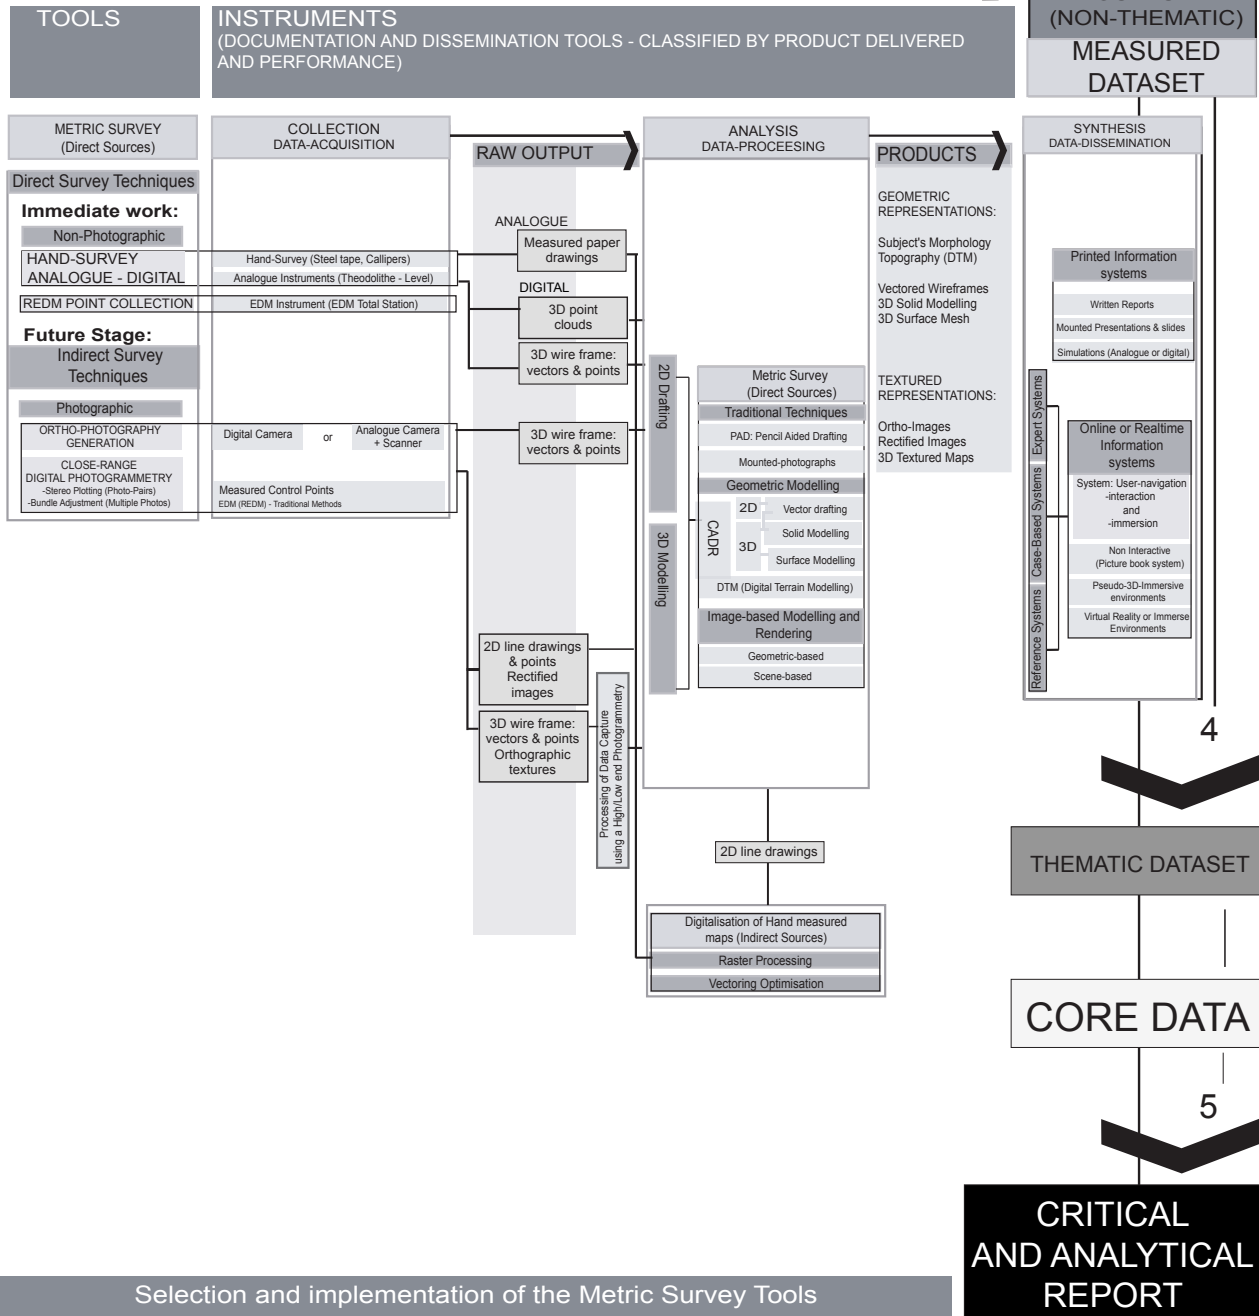 TOOLS
INSTRUMENTS
(DOCUMENTATION AND DISSEMINATION TOOLS - CLASSIFIED BY PRODUCT DELIVERED
AND PERFORMANCE)
(NON-THEMATIC)
MEASURED
DATASET
METRIC SURVEY
(Direct Sources)
Direct Survey Techniques
Immediate work:
Non-Photographic
HAND-SURVEY
ANALOGUE - DIGITAL
REDM POINT COLLECTION
Future Stage:
Indirect Survey
Techniques
Photographic
ORTHO-PHOTOGRAPHY
GENERATION
CLOSE-RANGE
DIGITAL PHOTOGRAMMETRY
-Stereo Plotting (Photo-Pairs)
-Bundle Adjustment (Multiple Photos)
COLLECTION
DATA-ACQUISITION
Hand-Survey (Steel tape, Callipers)
Analogue Instruments (Theodolithe - Level)
EDM Instrument (EDM Total Station)
Digital Camera
or
Analogue Camera
+ Scanner
Measured Control Points
EDM (REDM) - Traditional Methods
RAW OUTPUT
ANALOGUE
Measured paper
drawings
DIGITAL
3D point
clouds
3D wire frame:
vectors & points
3D wire frame:
vectors & points
2D line drawings
& points
Rectified
images
3D wire frame:
vectors & points
Orthographic
textures
Processing of Data Capture
using a High/Low end Photogrammetry
ANALYSIS
DATA-PROCEESING
2D Drafting
3D Modelling
Metric Survey
(Direct Sources)
Traditional Techniques
PAD: Pencil Aided Drafting
Mounted-photographs
Geometric Modelling
CADR
2D
Vector drafting
Solid Modelling
3D
Surface Modelling
DTM (Digital Terrain Modelling)
Image-based Modelling and
Rendering
Geometric-based
Scene-based
2D line drawings
Digitalisation of Hand measured
maps (Indirect Sources)
Raster Processing
Vectoring Optimisation
PRODUCTS
GEOMETRIC
REPRESENTATIONS:
Subject's Morphology
Topography (DTM)
Vectored Wireframes
3D Solid Modelling
3D Surface Mesh
TEXTURED
REPRESENTATIONS:
Ortho-Images
Rectified Images
3D Textured Maps
SYNTHESIS
DATA-DISSEMINATION
Printed Information
systems
Written Reports
Mounted Presentations & slides
Simulations (Analogue or digital)
Reference Systems Case-Based Systems Expert Systems
Online or Realtime
Information
systems
System: User-navigation
-interaction
and
-immersion
Non Interactive
(Picture book system)
Pseudo-3D-Immersive
environments
Virtual Reality or Immerse
Environments
4
THEMATIC DATASET
CORE DATA
5
CRITICAL
AND ANALYTICAL
REPORT
Selection and implementation of the Metric Survey Tools